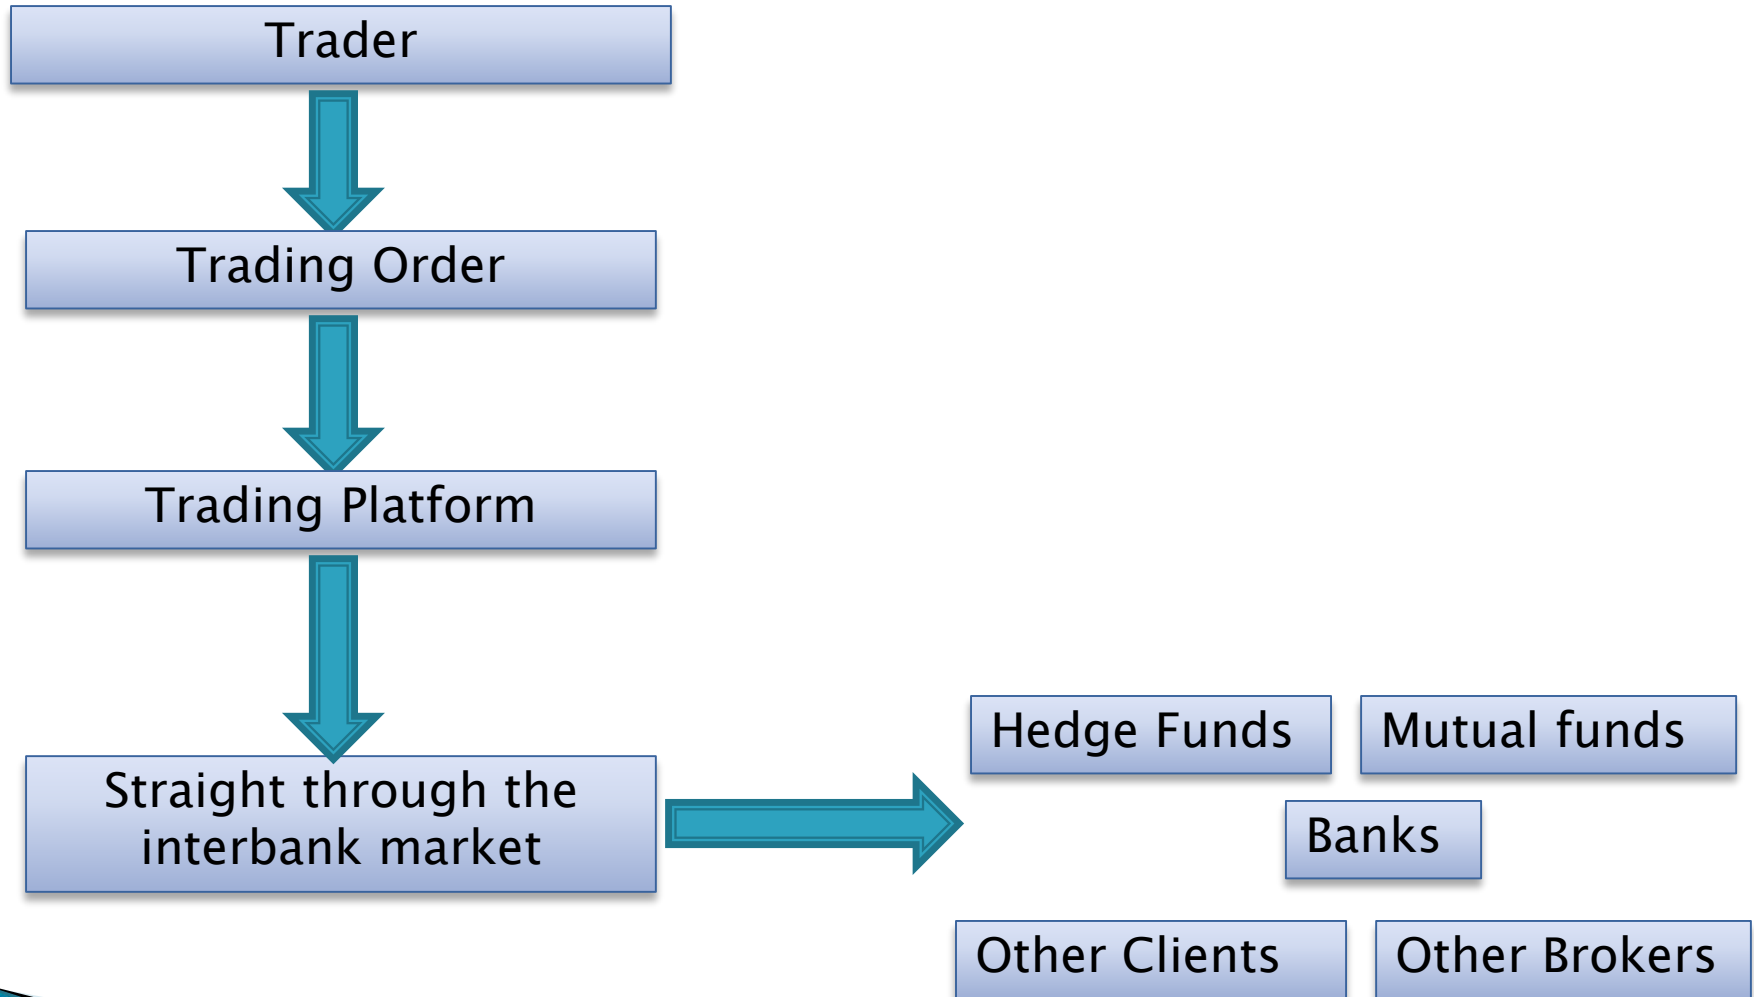 Trader
Trading Order
Trading Platform
Straight through the
interbank market
Hedge Funds
Mutual funds
Banks
Other Clients
Other Brokers